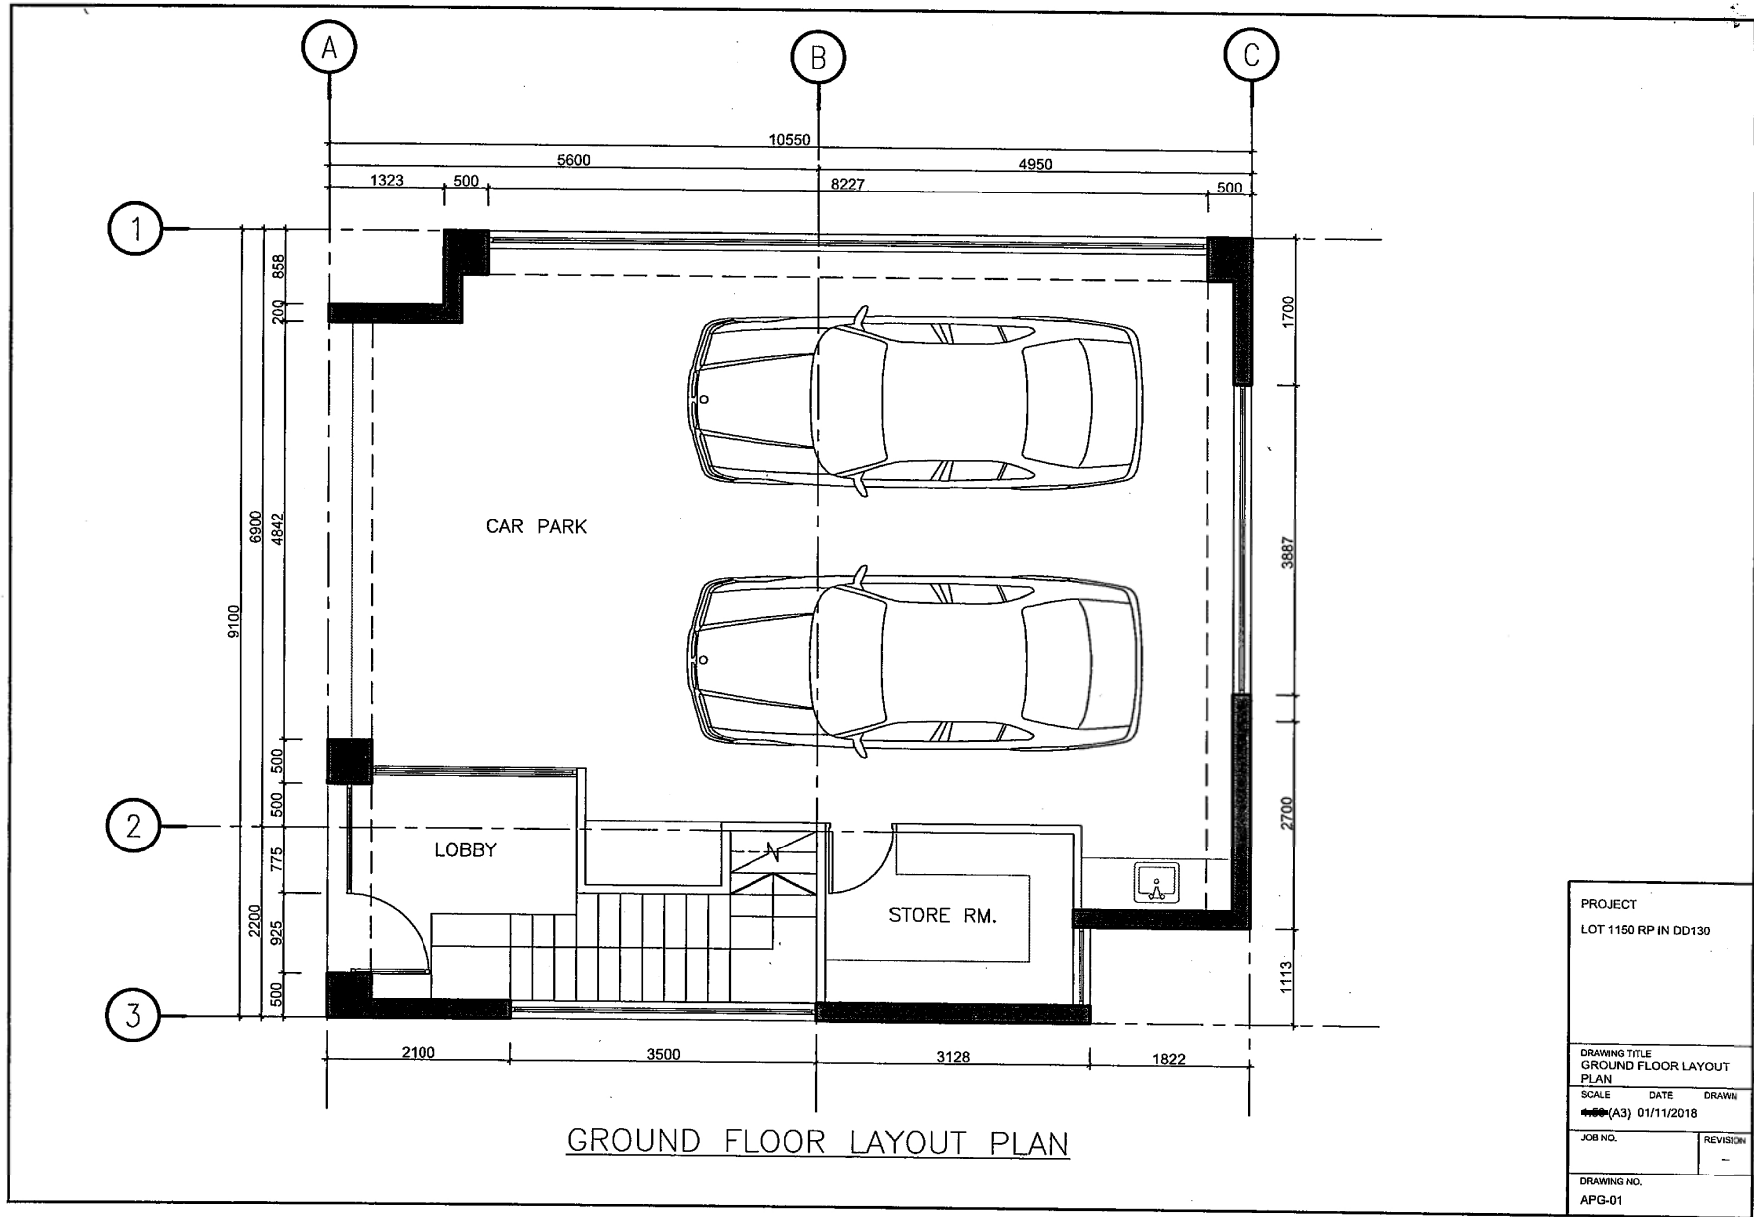 A
B
C
10550
5600
4950
1323
500
8227
500
1
858
200
1700
6900
4842
9100
CAR PARK
3887
500
500
2
775
2200
925
500
LOBBY
N
STORE RM.
2700
1113
3
2100
3500
3128
1822
GROUND FLOOR LAYOUT PLAN
PROJECT
LOT 1150 RP IN DD130
DRAWING TITLE
GROUND FLOOR LAYOUT
PLAN
SCALE DATE DRAWN
(A3) 01/11/2018
JOB NO. REVISION
–
DRAWING NO.
APG-01